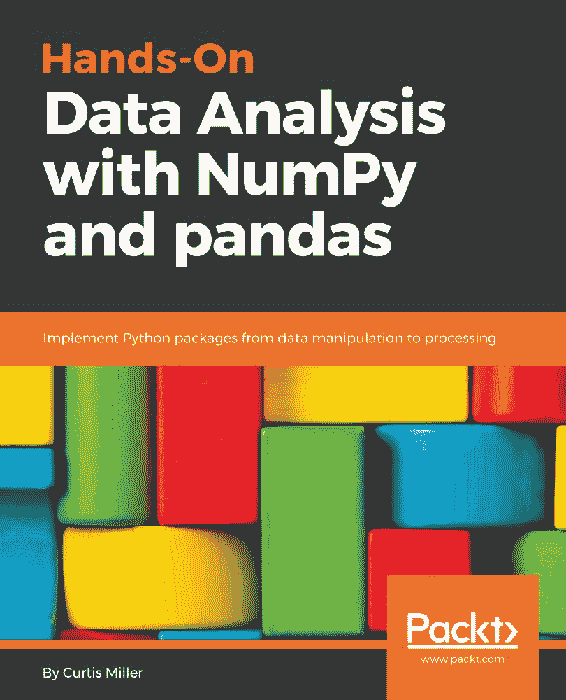 Hands-On
Data Analysis
with NumPy
and pandas
Implement Python packages from data manipulation to processing
Packt>
www.packt.com
By Curtis Miller